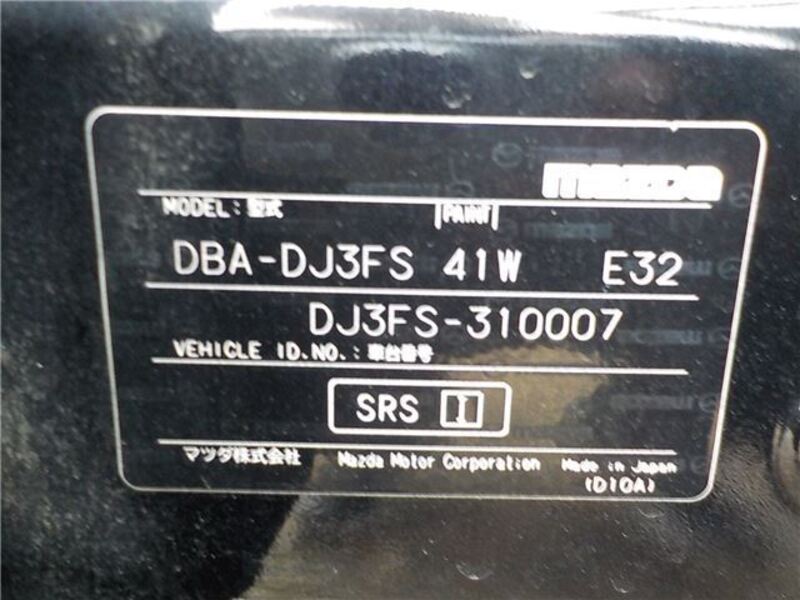 mazda
MODEL：型式 PAINT
DBA-DJ3FS 41W E32
DJ3FS-310007
VEHICLE ID.NO.：車台番号
SRS I
マツダ株式会社 Mazda Motor Corporation Made in Japan
(D10A)